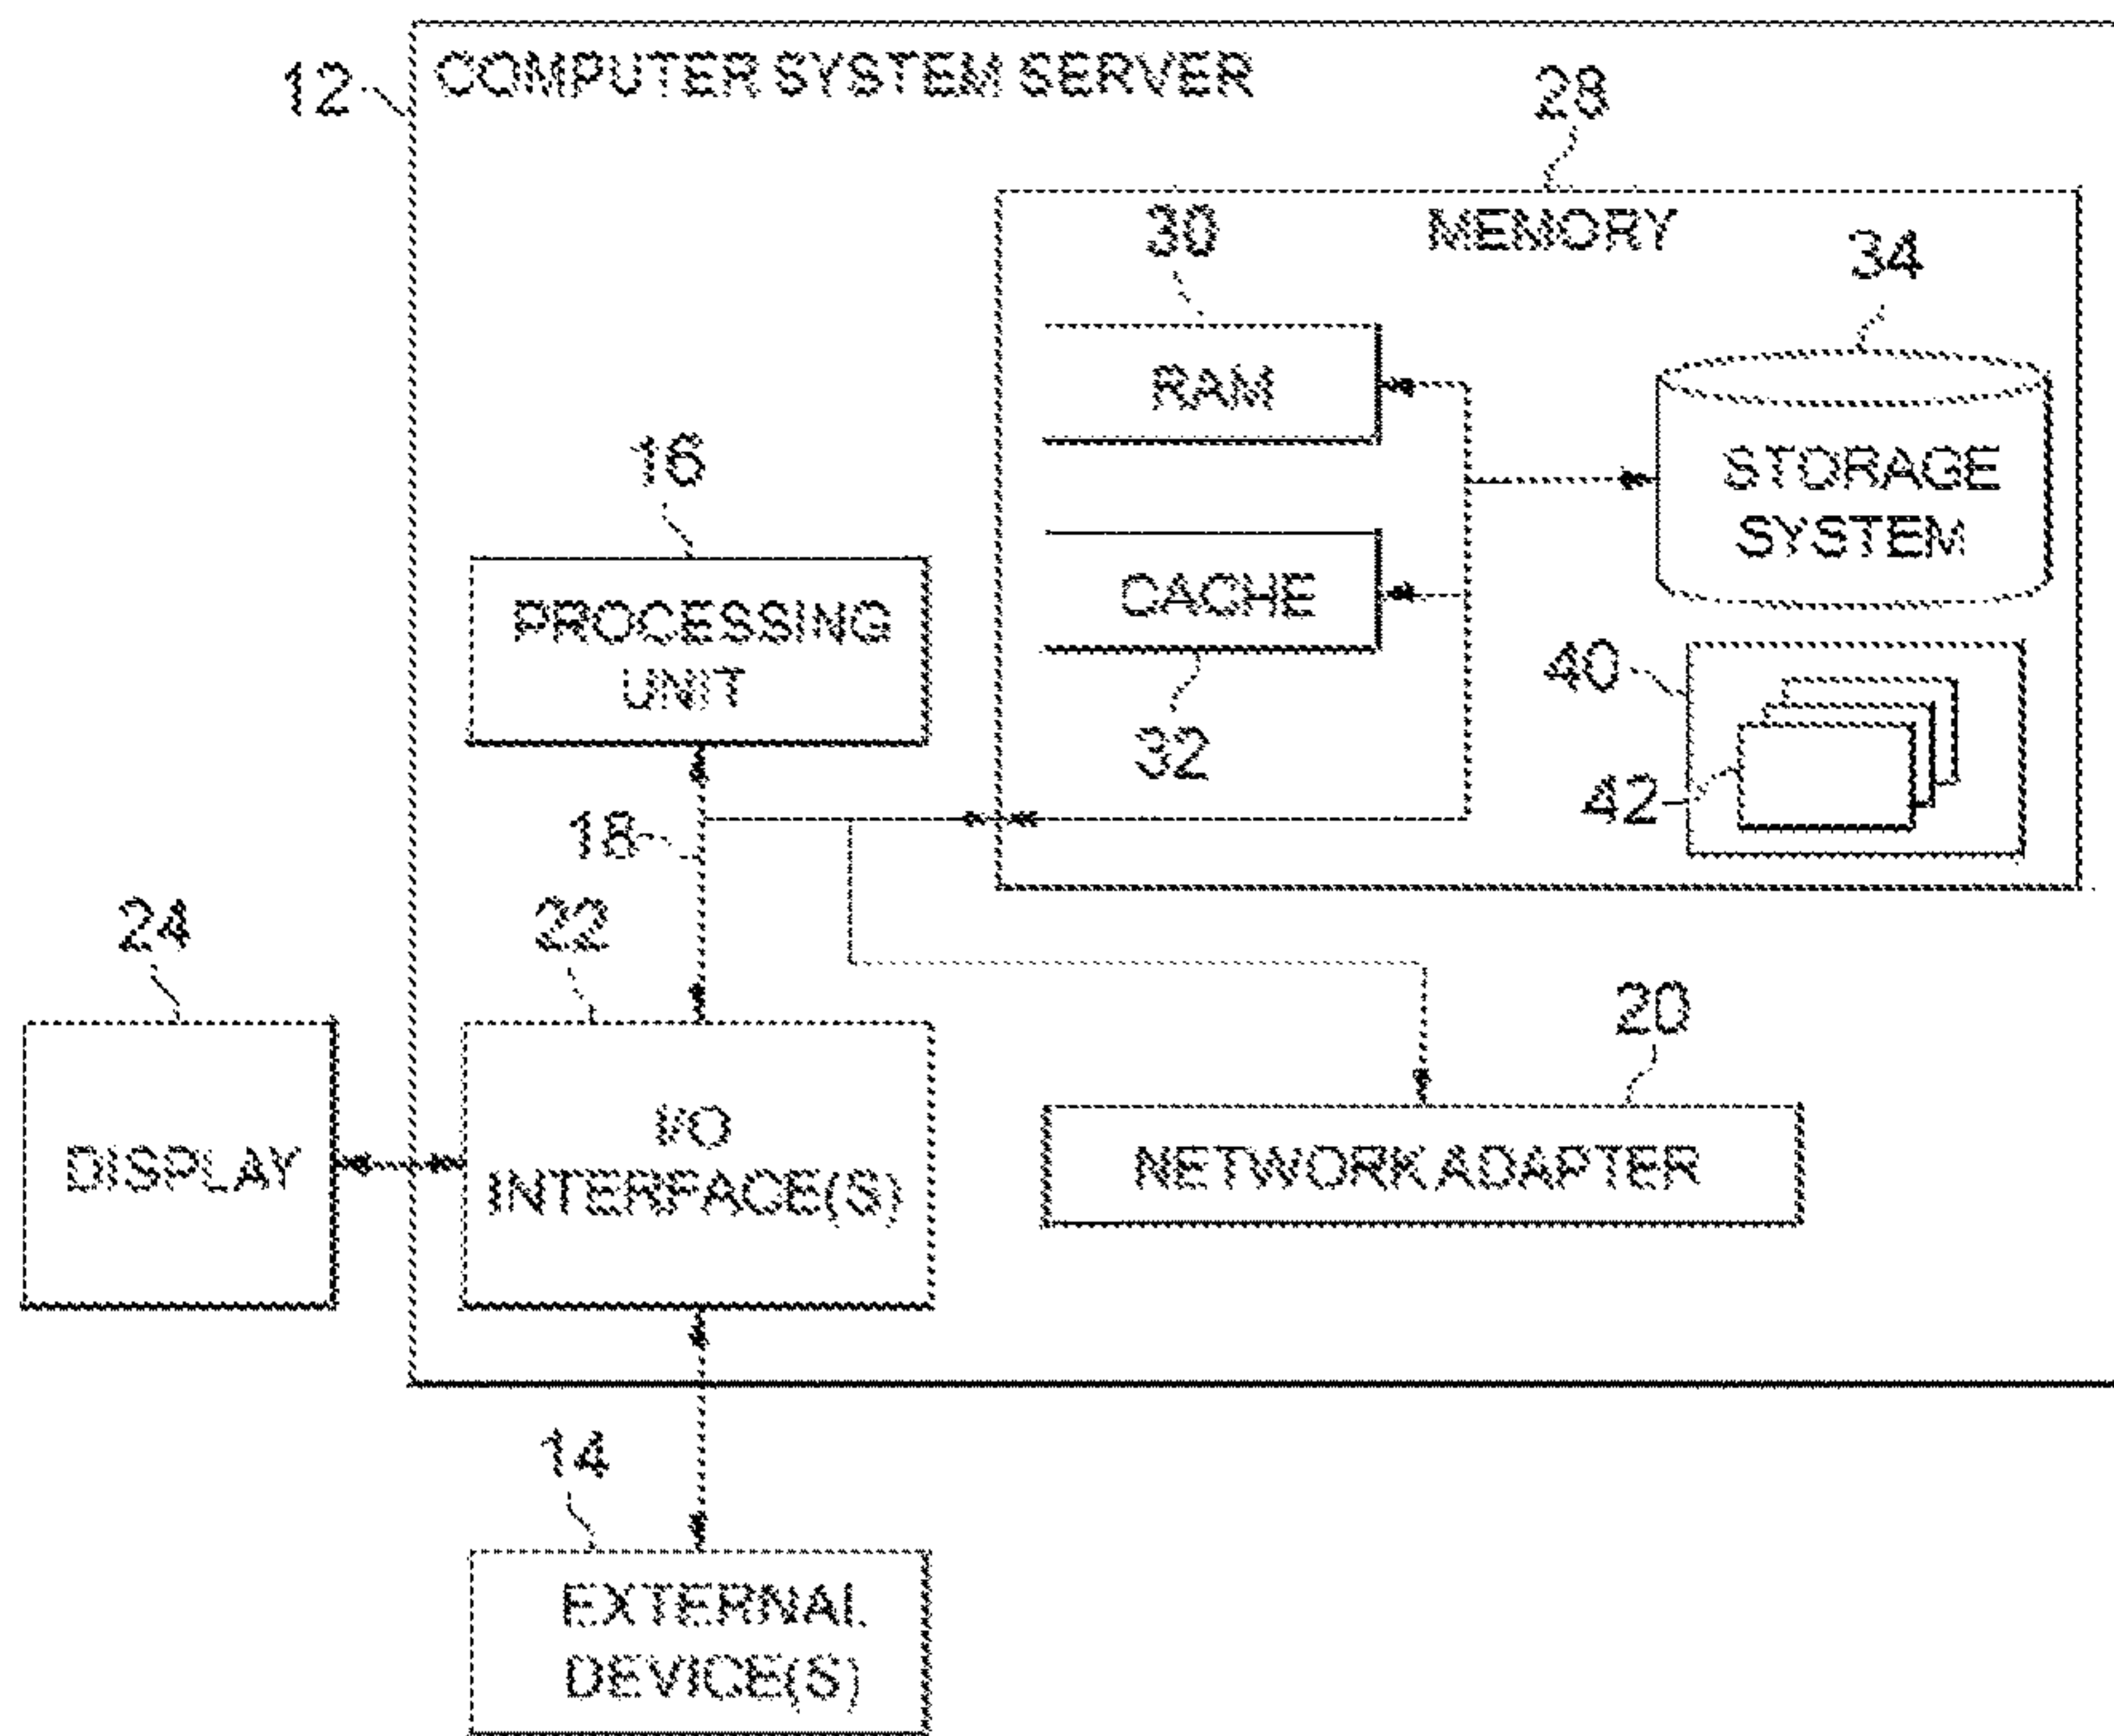 12
COMPUTER SYSTEM SERVER
28
MEMORY
30
34
RAM
STORAGE
SYSTEM
16
PROCESSING
UNIT
CACHE
32
40
42
18
24
22
20
DISPLAY
I/O
INTERFACE(S)
NETWORK ADAPTER
14
EXTERNAL
DEVICE(S)